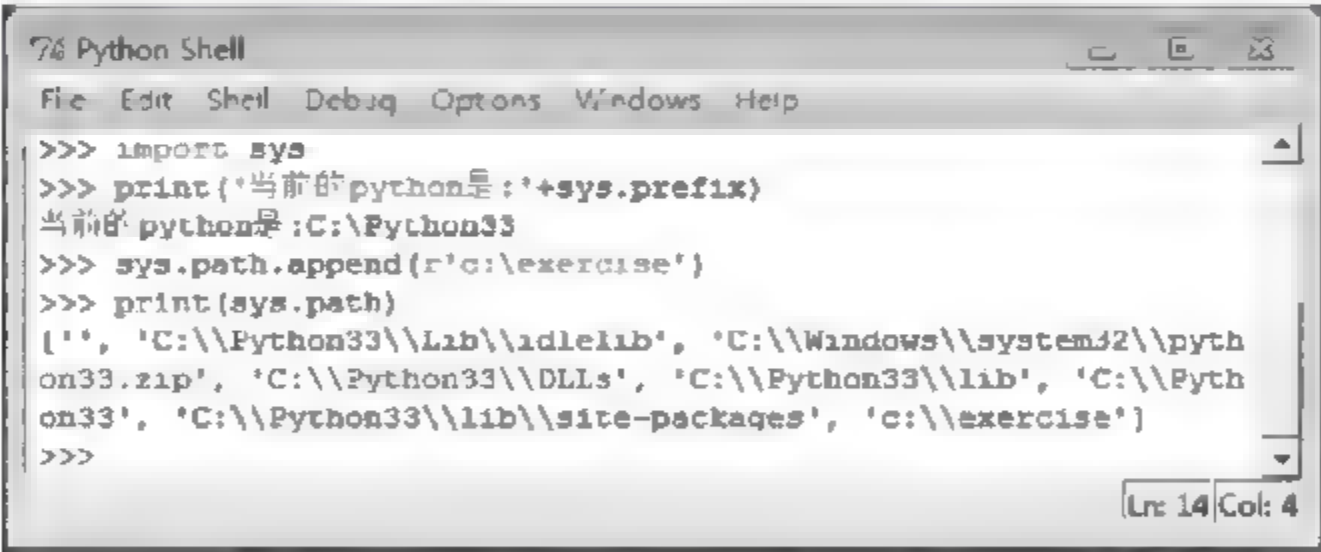 Python Shell
File Edit Shell Debug Options Windows Help
>>> import sys
>>> print('当前的python是:'+sys.prefix)
当前的python是:C:\Python33
>>> sys.path.append(r'c:\exercise')
>>> print(sys.path)
['', 'C:\\Python33\\Lib\\idlelib', 'C:\\Windows\\system32\\pyth
on33.zip', 'C:\\Python33\\DLLs', 'C:\\Python33\\lib', 'C:\\Pyth
on33', 'C:\\Python33\\lib\\site-packages', 'c:\\exercise']
>>>
Ln: 14 Col: 4